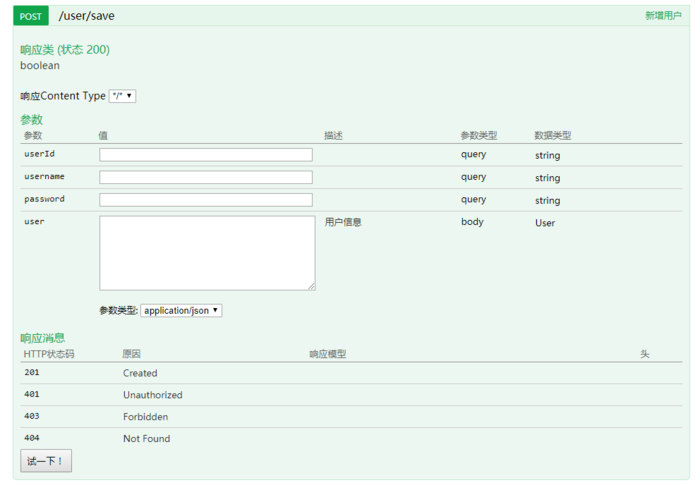 POST /user/save 新增用户
响应类 (状态 200)
boolean
响应Content Type */* ▼
参数
参数 值 描述 参数类型 数据类型
userId query string
username query string
password query string
user 用户信息 body User
参数类型: application/json ▼
响应消息
HTTP状态码 原因 响应模型 头
201 Created
401 Unauthorized
403 Forbidden
404 Not Found
试一下！